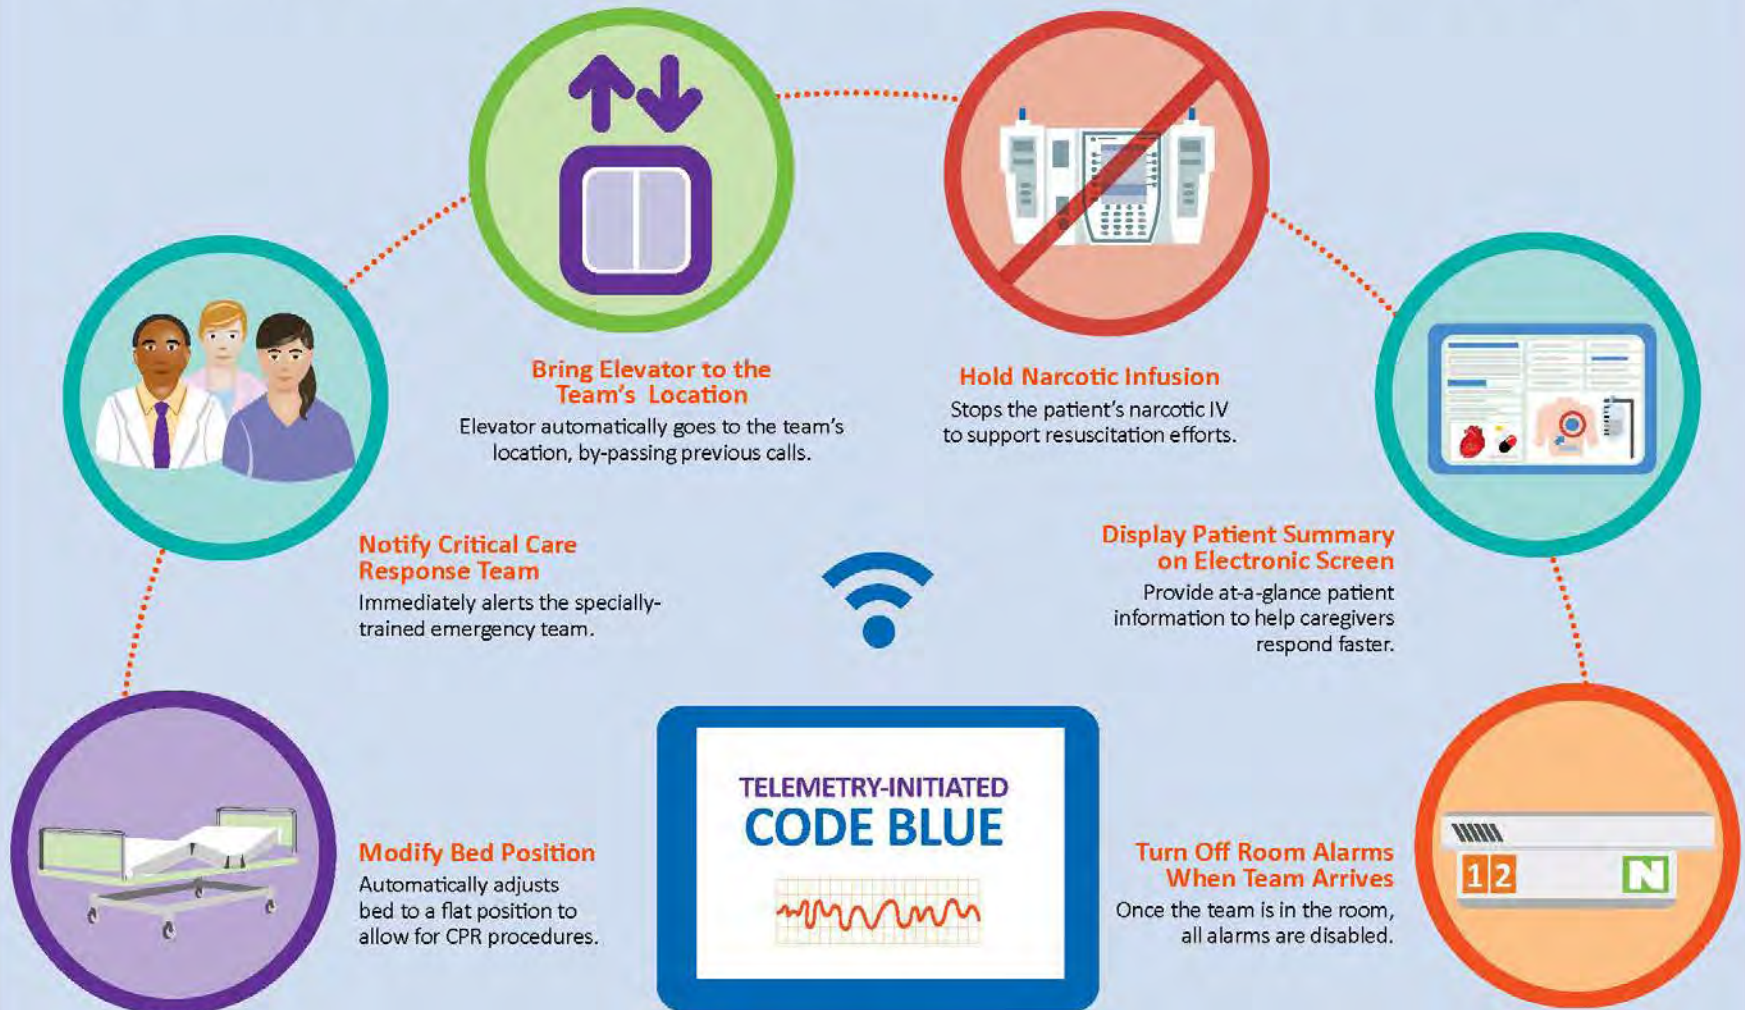 Bring Elevator to the
Team's Location
Elevator automatically goes to the team's
location, by-passing previous calls.
Hold Narcotic Infusion
Stops the patient's narcotic IV
to support resuscitation efforts.
Notify Critical Care
Response Team
Immediately alerts the specially-
trained emergency team.
Display Patient Summary
on Electronic Screen
Provide at-a-glance patient
information to help caregivers
respond faster.
Modify Bed Position
Automatically adjusts
bed to a flat position to
allow for CPR procedures.
TELEMETRY-INITIATED
CODE BLUE
Turn Off Room Alarms
When Team Arrives
Once the team is in the room,
all alarms are disabled.
12 N